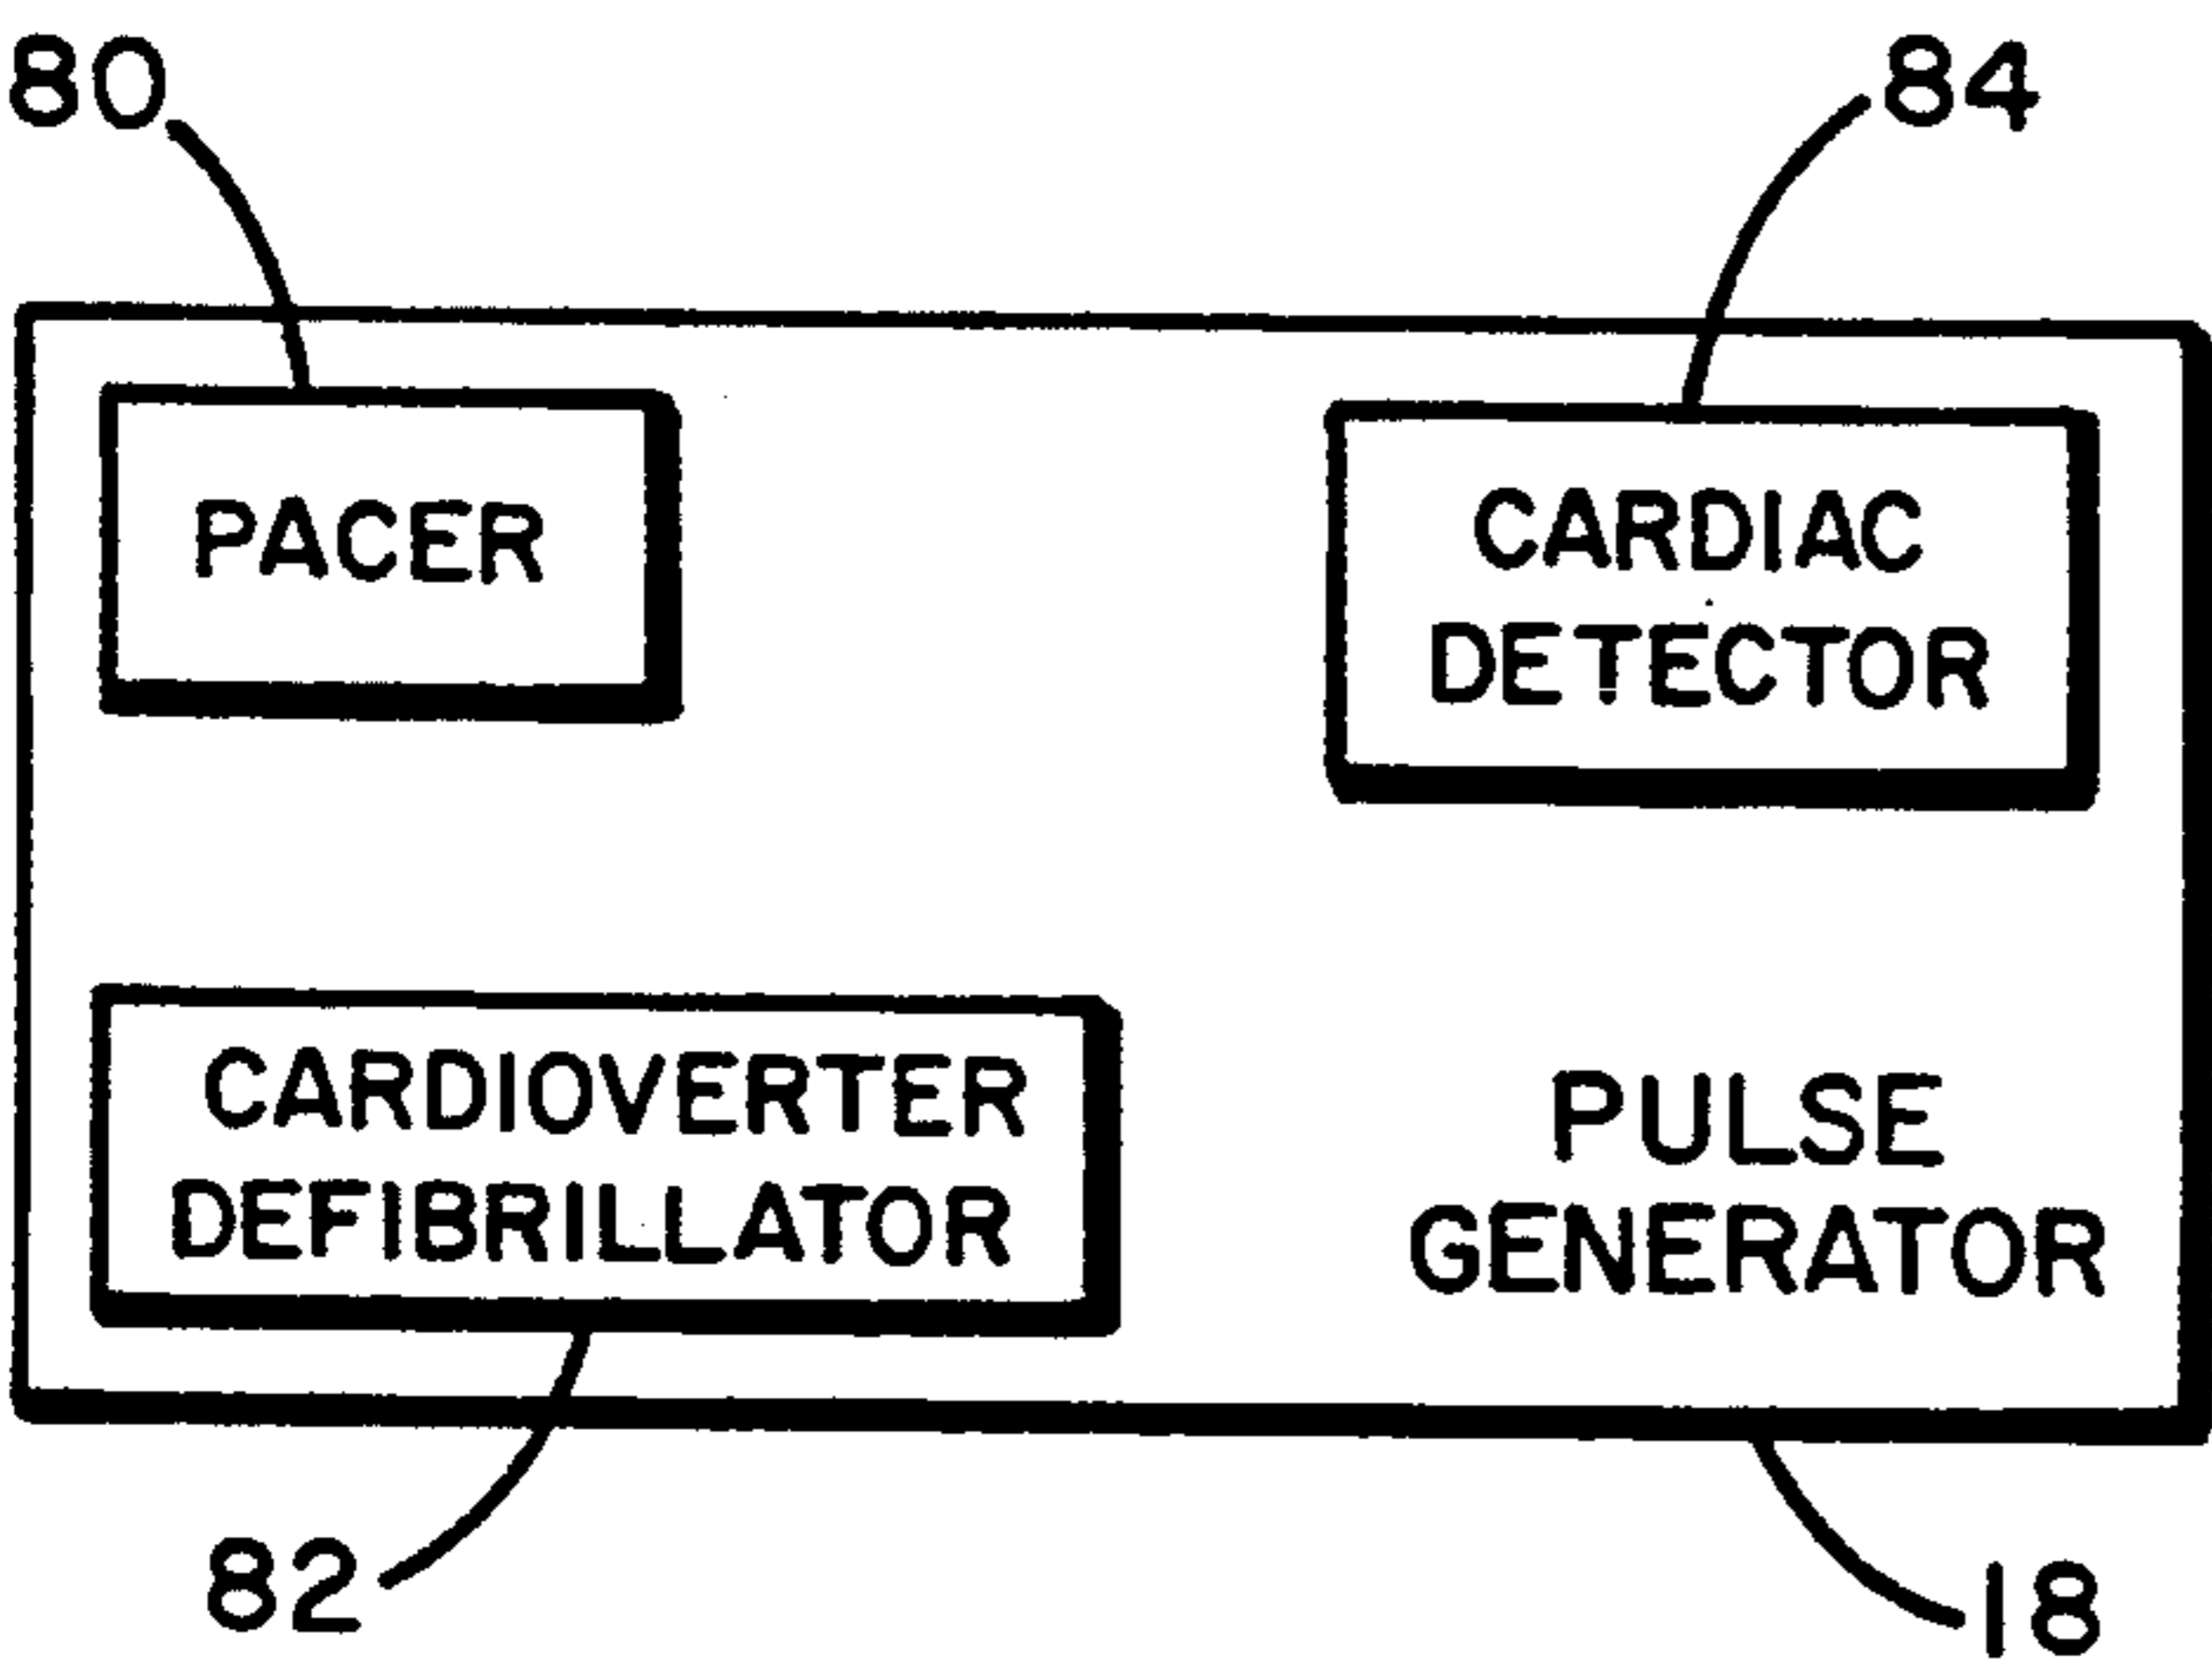 80
84
PACER
CARDIAC
DETECTOR
CARDIOVERTER
DEFIBRILLATOR
PULSE
GENERATOR
82
18